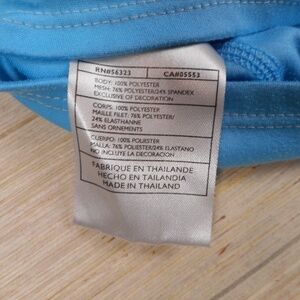 RN#56323 CA#05553
BODY: 100% POLYESTER
MESH: 76% POLYESTER/24% SPANDEX
EXCLUSIVE OF DECORATION
CORPS: 100% POLYESTER
MAILLE FILET: 76% POLYESTER/
24% ELASTHANNE
SANS ORNEMENTS
CUERPO: 100% POLIESTER
MALLA: 76% POLIESTER/24% ELASTANO
NO INCLUYE LA DECORACION
FABRIQUE EN THAILANDE
HECHO EN TAILANDIA
MADE IN THAILAND